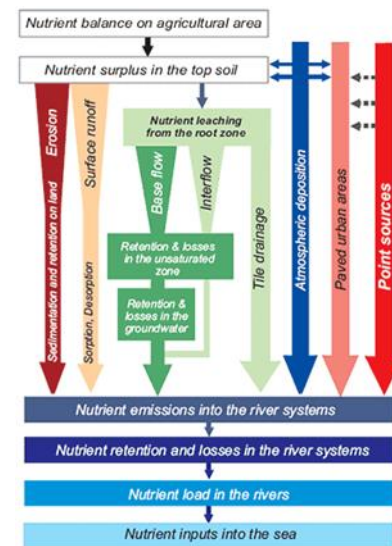 Nutrient balance on agricultural area
Nutrient surplus in the top soil
Erosion
Sedimentation and retention on land
Surface runoff
Sorption, Desorption
Nutrient leaching
from the root zone
Base flow
Interflow
Retention & losses
in the unsaturated
zone
Retention &
losses in the
groundwater
Tile drainage
Atmospheric deposition
Paved urban areas
Point sources
Nutrient emissions into the river systems
Nutrient retention and losses in the river systems
Nutrient load in the rivers
Nutrient inputs into the sea